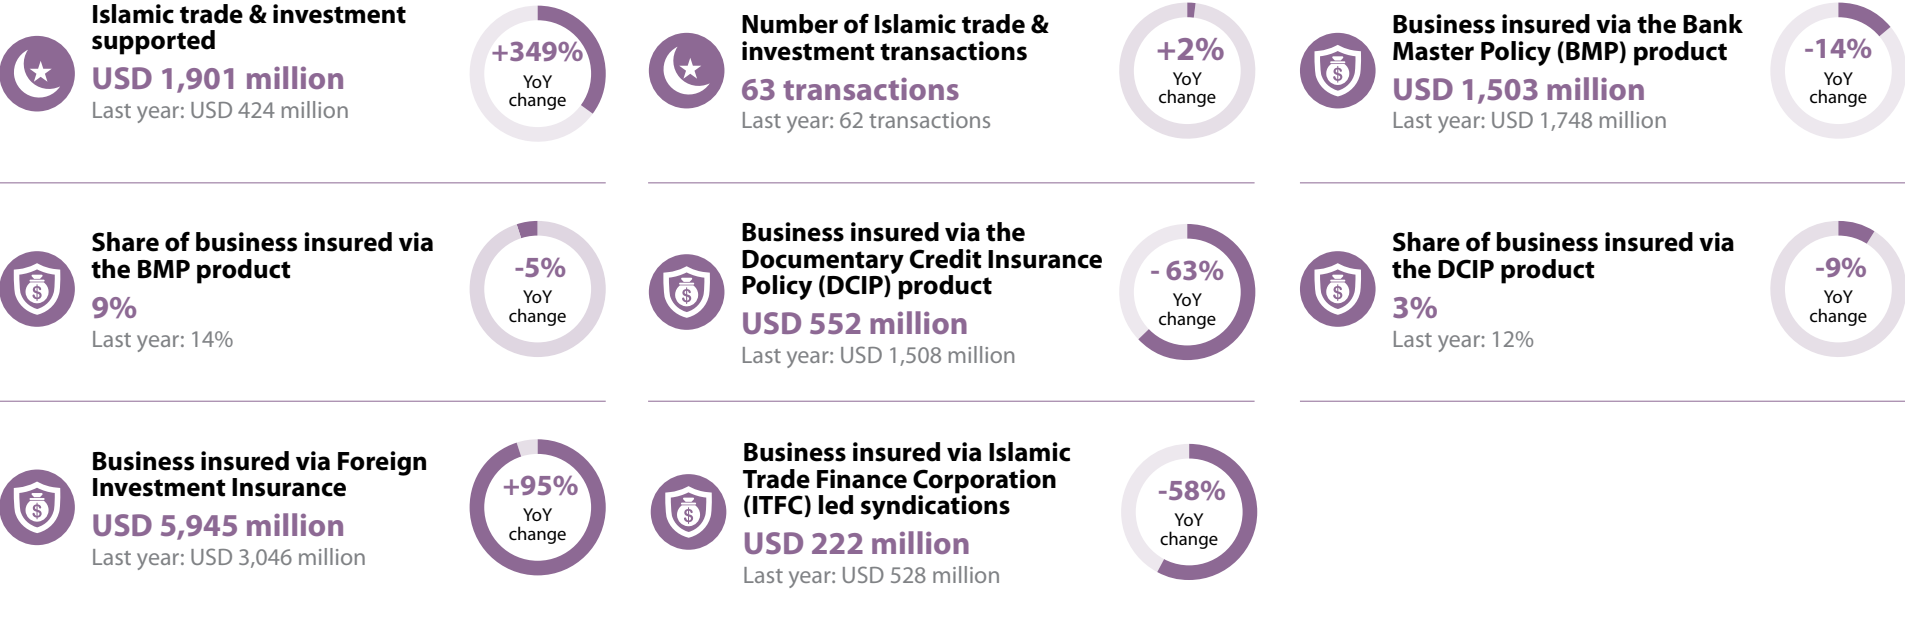 Islamic trade & investment
supported
USD 1,901 million
Last year: USD 424 million
+349%
YoY
change
Number of Islamic trade &
investment transactions
63 transactions
Last year: 62 transactions
+2%
YoY
change
Business insured via the Bank
Master Policy (BMP) product
USD 1,503 million
Last year: USD 1,748 million
-14%
YoY
change
Share of business insured via
the BMP product
9%
Last year: 14%
-5%
YoY
change
Business insured via the
Documentary Credit Insurance
Policy (DCIP) product
USD 552 million
Last year: USD 1,508 million
- 63%
YoY
change
Share of business insured via
the DCIP product
3%
Last year: 12%
-9%
YoY
change
Business insured via Foreign
Investment Insurance
USD 5,945 million
Last year: USD 3,046 million
+95%
YoY
change
Business insured via Islamic
Trade Finance Corporation
(ITFC) led syndications
USD 222 million
Last year: USD 528 million
-58%
YoY
change